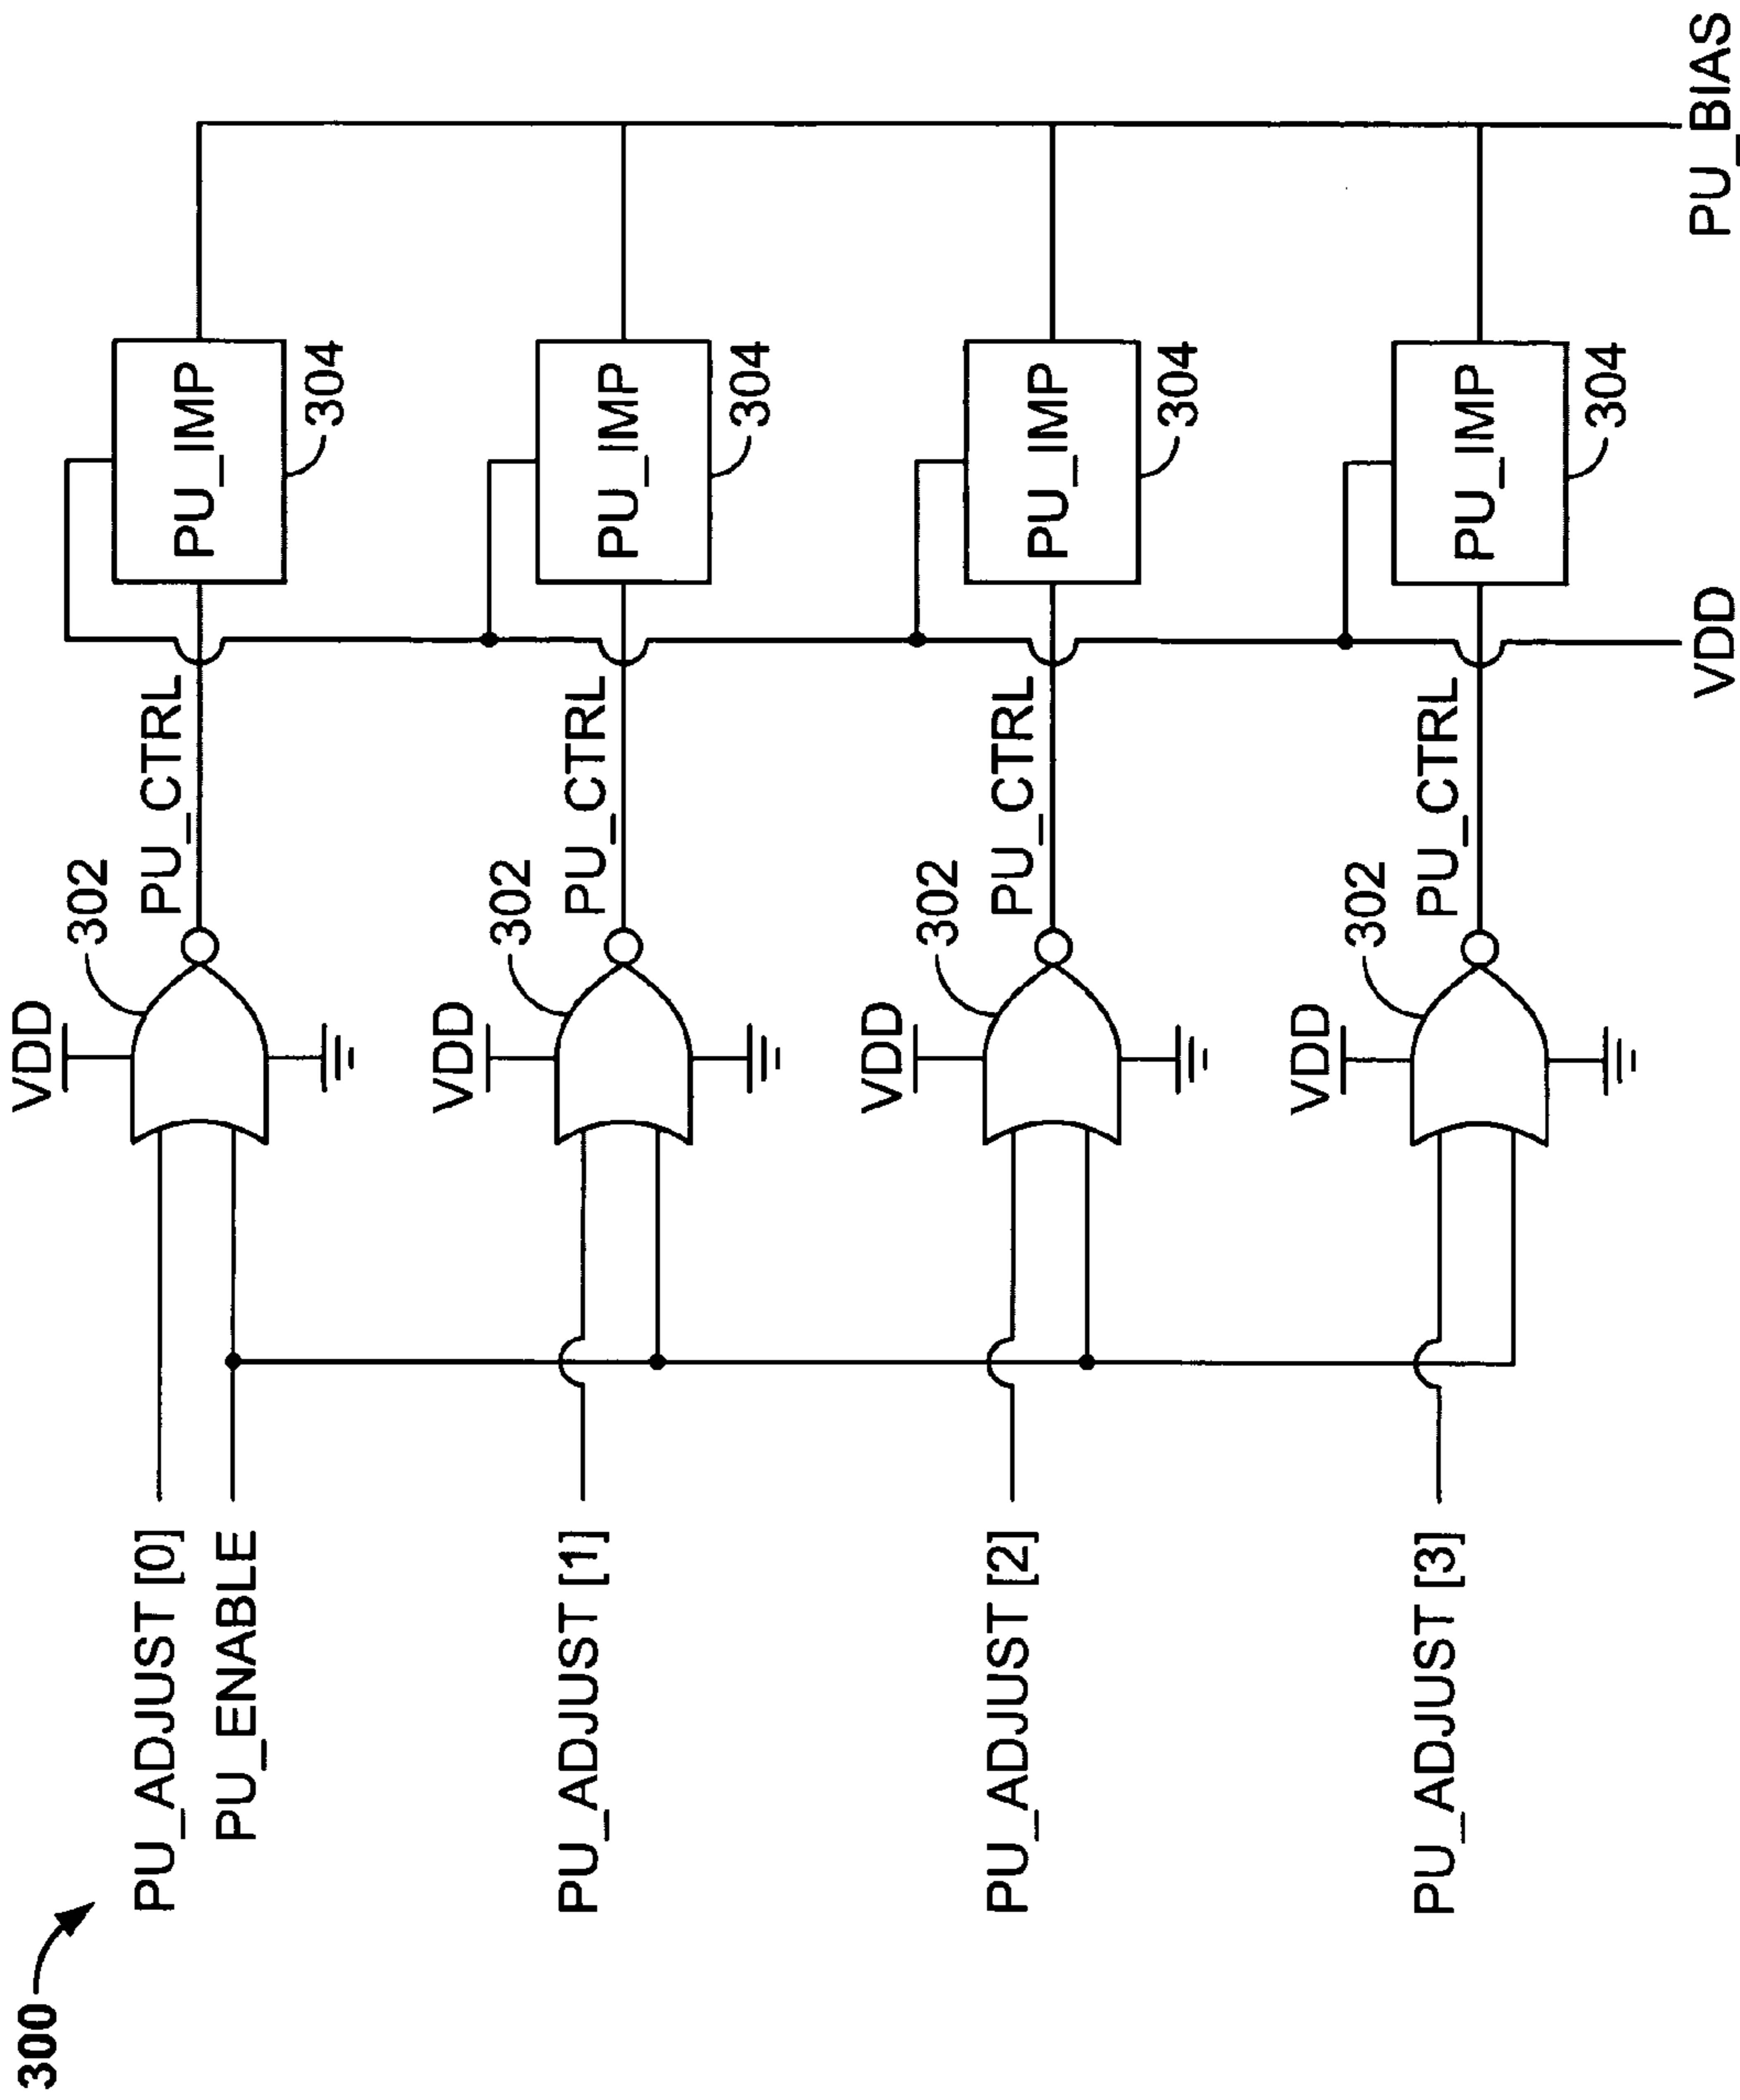 300
VDD
302
PU_CTRL
PU_ADJUST [0]
PU_ENABLE
PU_IMP
304
VDD
302
PU_CTRL
PU_ADJUST [1]
PU_IMP
304
VDD
302
PU_CTRL
PU_ADJUST [2]
PU_IMP
304
VDD
302
PU_CTRL
PU_ADJUST [3]
PU_IMP
304
VDD
PU_BIAS